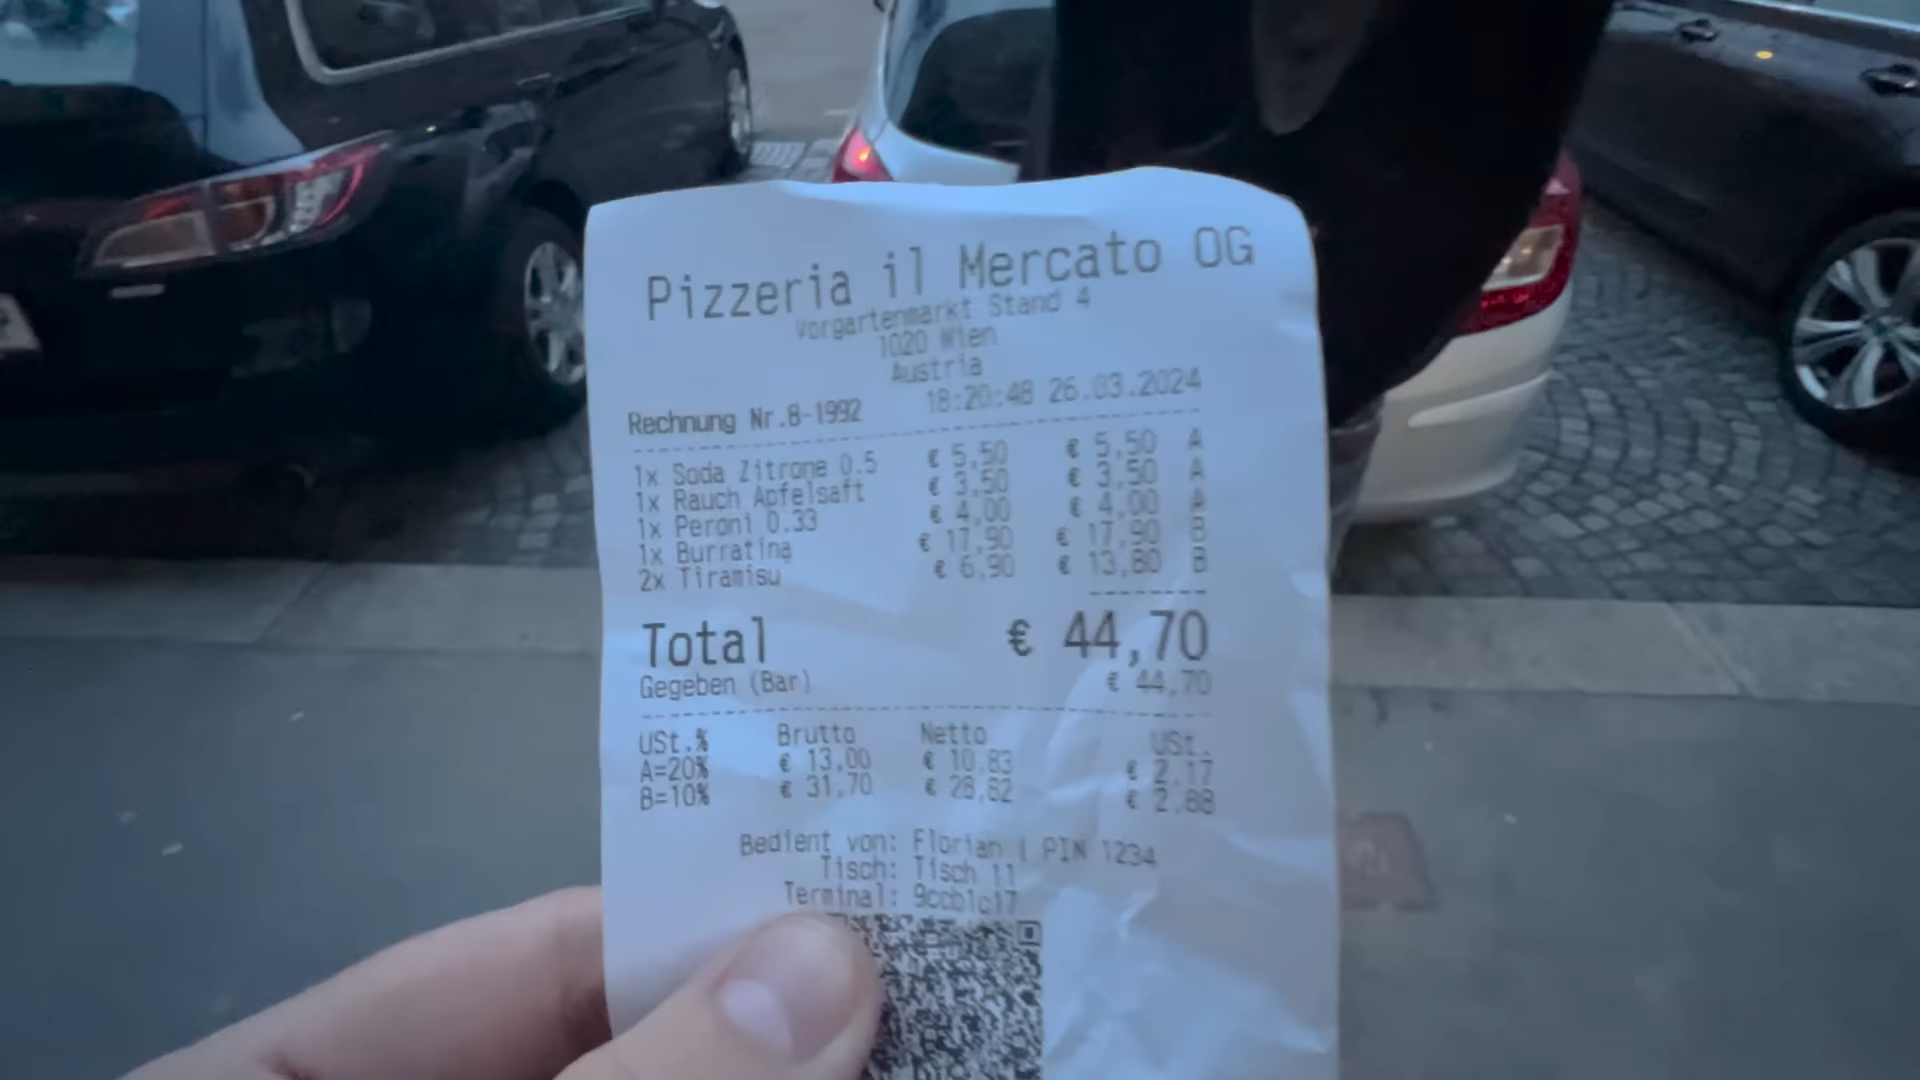 Pizzeria il Mercato OG
Vorgartenmarkt Stand 4
1020 Wien
Austria
Rechnung Nr.8-1992 18:20:48 26.03.2024
1x Soda Zitrone 0.5 € 5,50 € 5,50 A
1x Rauch Apfelsaft € 3,50 € 3,50 A
1x Peroni 0.33 € 4,00 € 4,00 A
1x Burratina € 17,90 € 17,90 B
2x Tiramisu € 6,90 € 13,80 B
Total € 44,70
Gegeben (Bar) € 44,70
USt.% Brutto Netto USt.
A=20% € 13,00 € 10,83 € 2,17
B=10% € 31,70 € 28,82 € 2,88
Bedient von: Florian | PIN 1234
Tisch: Tisch 11
Terminal: 9ccb1c17